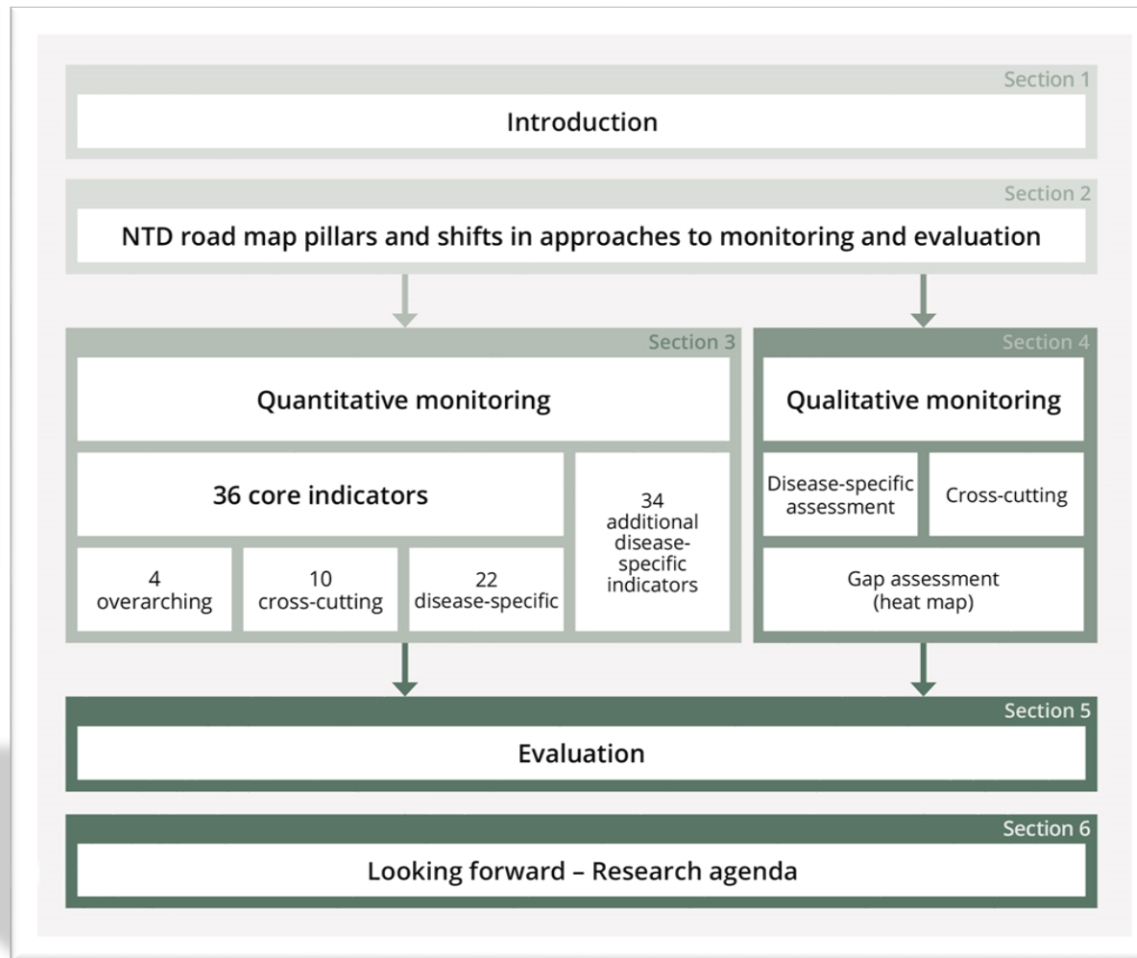 Section 1
Introduction
Section 2
NTD road map pillars and shifts in approaches to monitoring and evaluation
Section 3
Quantitative monitoring
36 core indicators
4
overarching
10
cross-cutting
22
disease-specific
34
additional
disease-
specific
indicators
Section 4
Qualitative monitoring
Disease-specific
assessment
Cross-cutting
Gap assessment
(heat map)
Section 5
Evaluation
Section 6
Looking forward – Research agenda